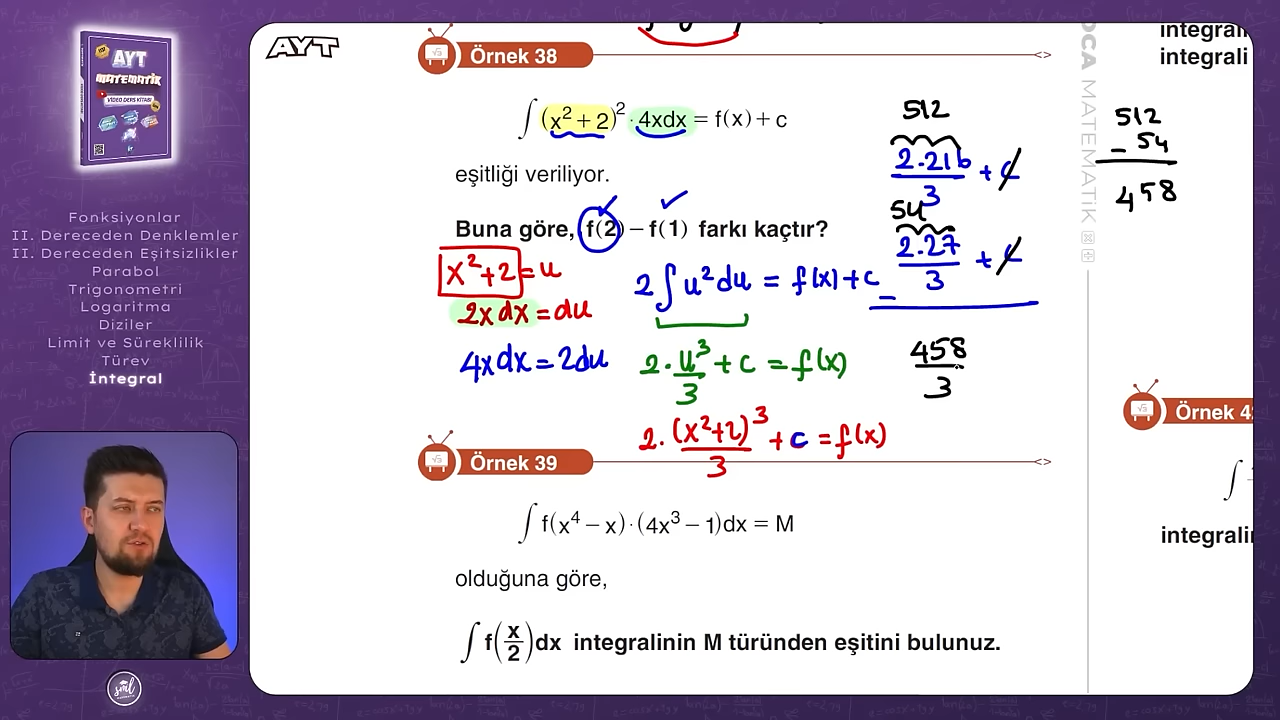 AYT
MATEMATİK
VİDEO DERS KİTABI
Fonksiyonlar
II. Dereceden Denklemler
II. Dereceden Eşitsizlikler
Parabol
Trigonometri
Logaritma
Diziler
Limit ve Süreklilik
Türev
İntegral
AYT
Örnek 38
∫ (x² + 2)² · 4xdx = f(x) + c
eşitliği veriliyor.
Buna göre, f(2) − f(1) farkı kaçtır?
x²+2 = u
2x dx = du
4x dx = 2du
2∫u² du = f(x) + c
2 · u³/3 + c = f(x)
2 · (x²+2)³/3 + c = f(x)
512
2.216/3 + c
54
− 2.27/3 + c
458/3
Örnek 39
∫ f(x⁴ − x) · (4x³ − 1)dx = M
olduğuna göre,
∫ f(x/2) dx integralinin M türünden eşitini bulunuz.
OCA MATEMATİK
integrali
512
− 54
458
Örnek 4
∫